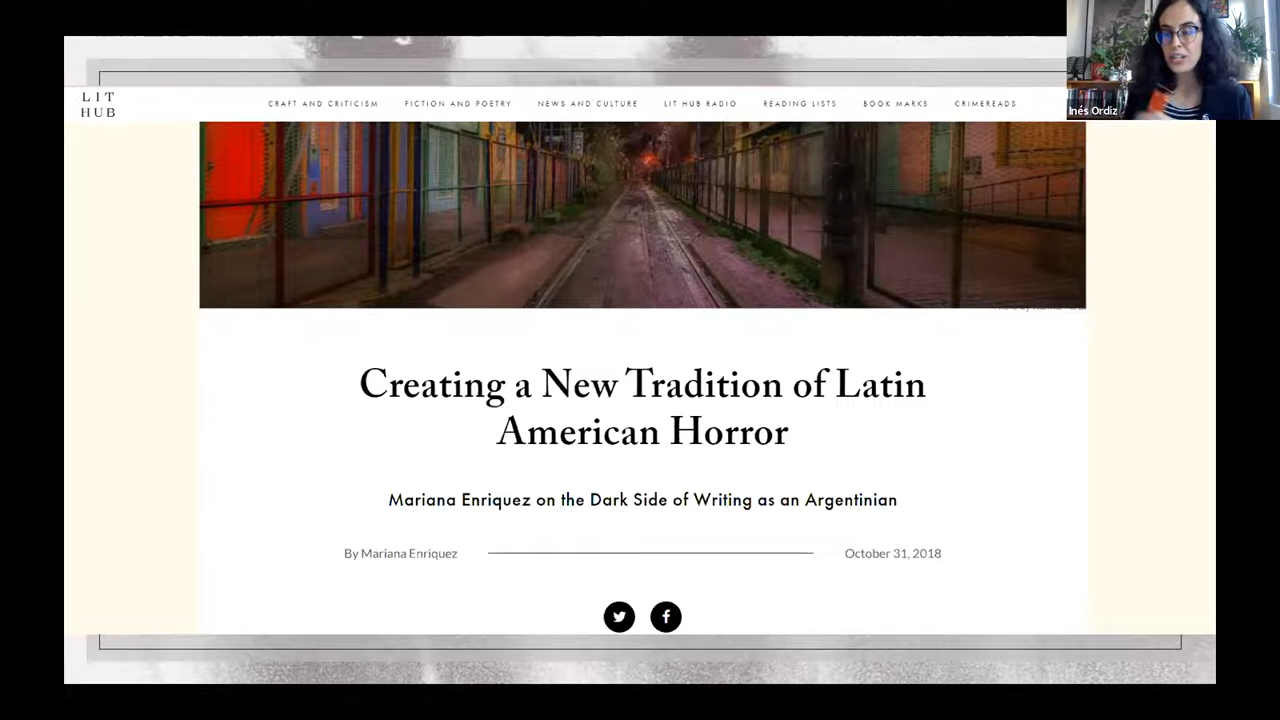 Inés Ordiz
LIT
HUB
CRAFT AND CRITICISM
FICTION AND POETRY
NEWS AND CULTURE
LIT HUB RADIO
READING LISTS
BOOK MARKS
CRIMEREADS
Creating a New Tradition of Latin
American Horror
Mariana Enriquez on the Dark Side of Writing as an Argentinian
By Mariana Enriquez
October 31, 2018